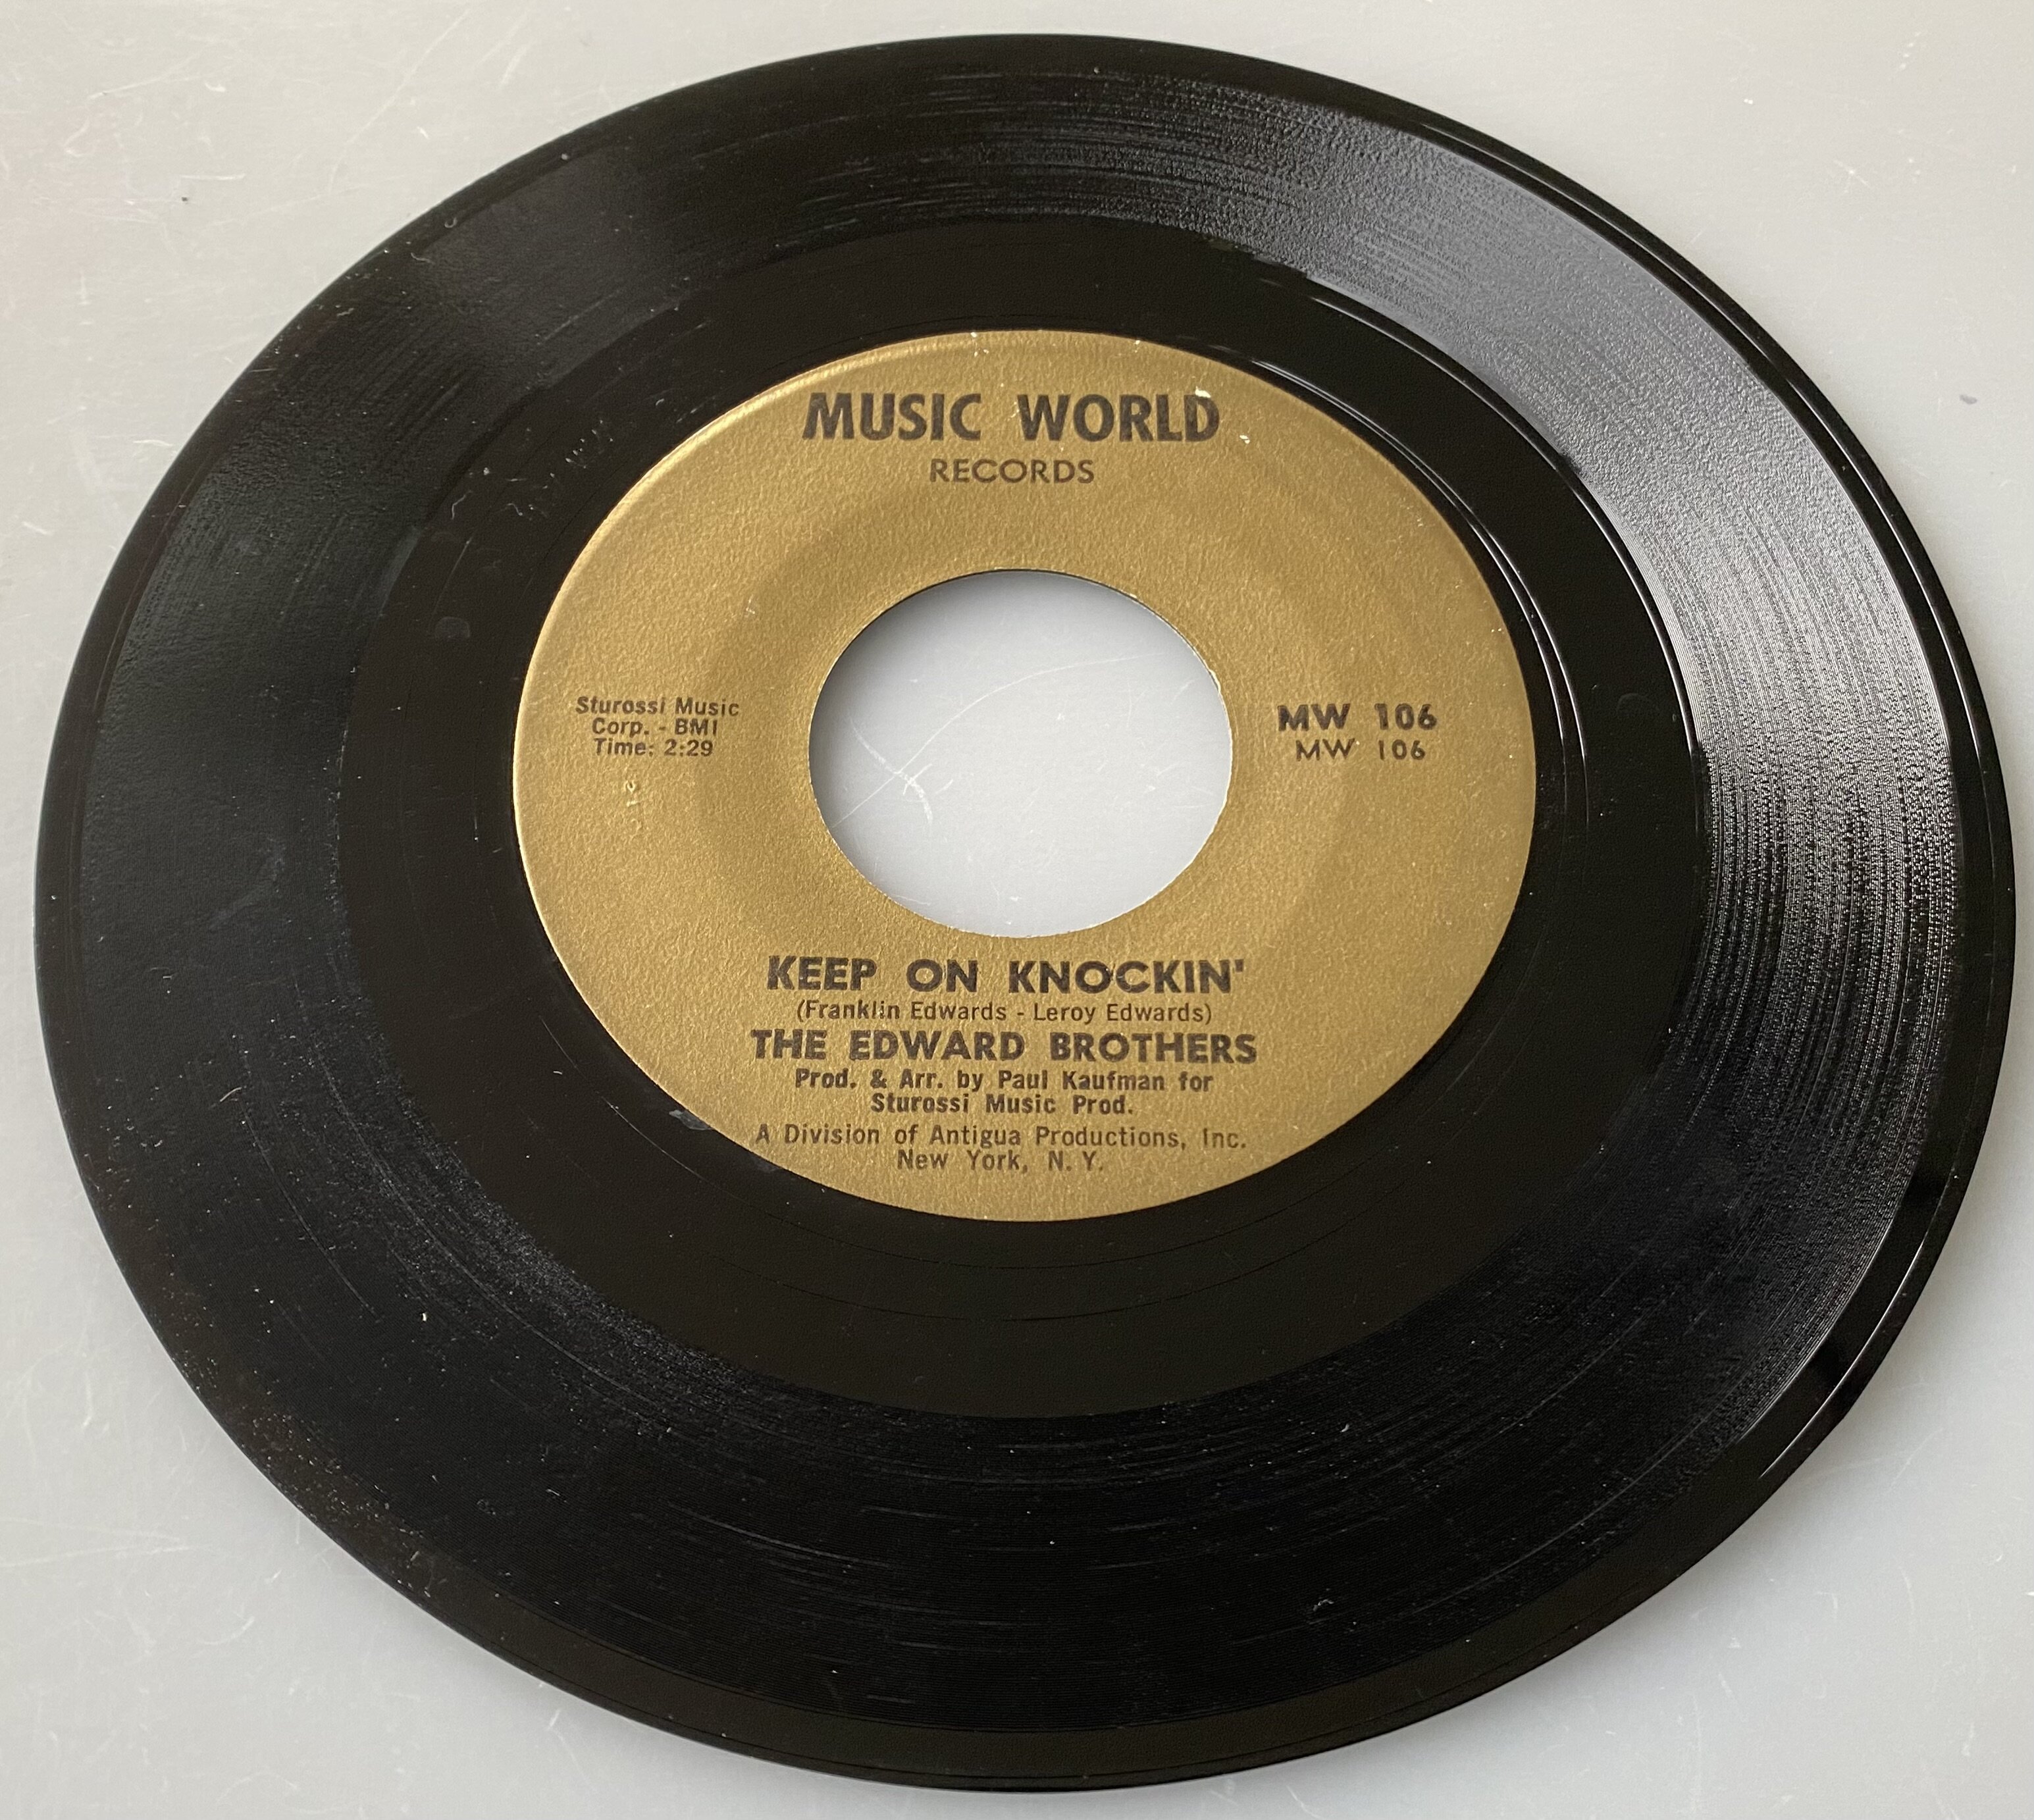 MUSIC WORLD
RECORDS
Sturossi Music
Corp. - BMI
Time: 2:29
MW 106
MW 106
KEEP ON KNOCKIN'
(Franklin Edwards - Leroy Edwards)
THE EDWARD BROTHERS
Prod. & Arr. by Paul Kaufman for
Sturossi Music Prod.
A Division of Antigua Productions, Inc.
New York, N. Y.